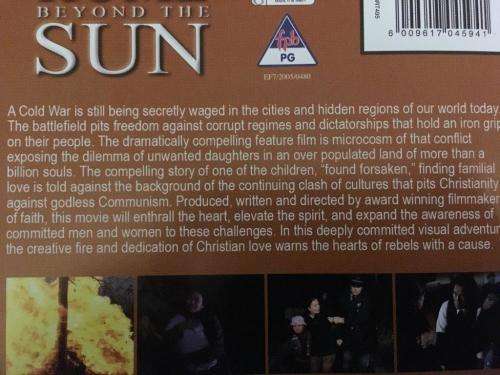 BEYOND THE
SUN
fpb
PG
EF7/2005/0480
6 009617 045941
A Cold War is still being secretly waged in the cities and hidden regions of our world today
The battlefield pits freedom against corrupt regimes and dictatorships that hold an iron grip
on their people. The dramatically compelling feature film is microcosm of that conflict
exposing the dilemma of unwanted daughters in an over populated land of more than a
billion souls. The compelling story of one of the children, "found forsaken," finding familial
love is told against the background of the continuing clash of cultures that pits Christianity
against godless Communism. Produced, written and directed by award winning filmmaker
of faith, this movie will enthrall the heart, elevate the spirit, and expand the awareness of
committed men and women to these challenges. In this deeply committed visual adventur
the creative fire and dedication of Christian love warns the hearts of rebels with a cause.